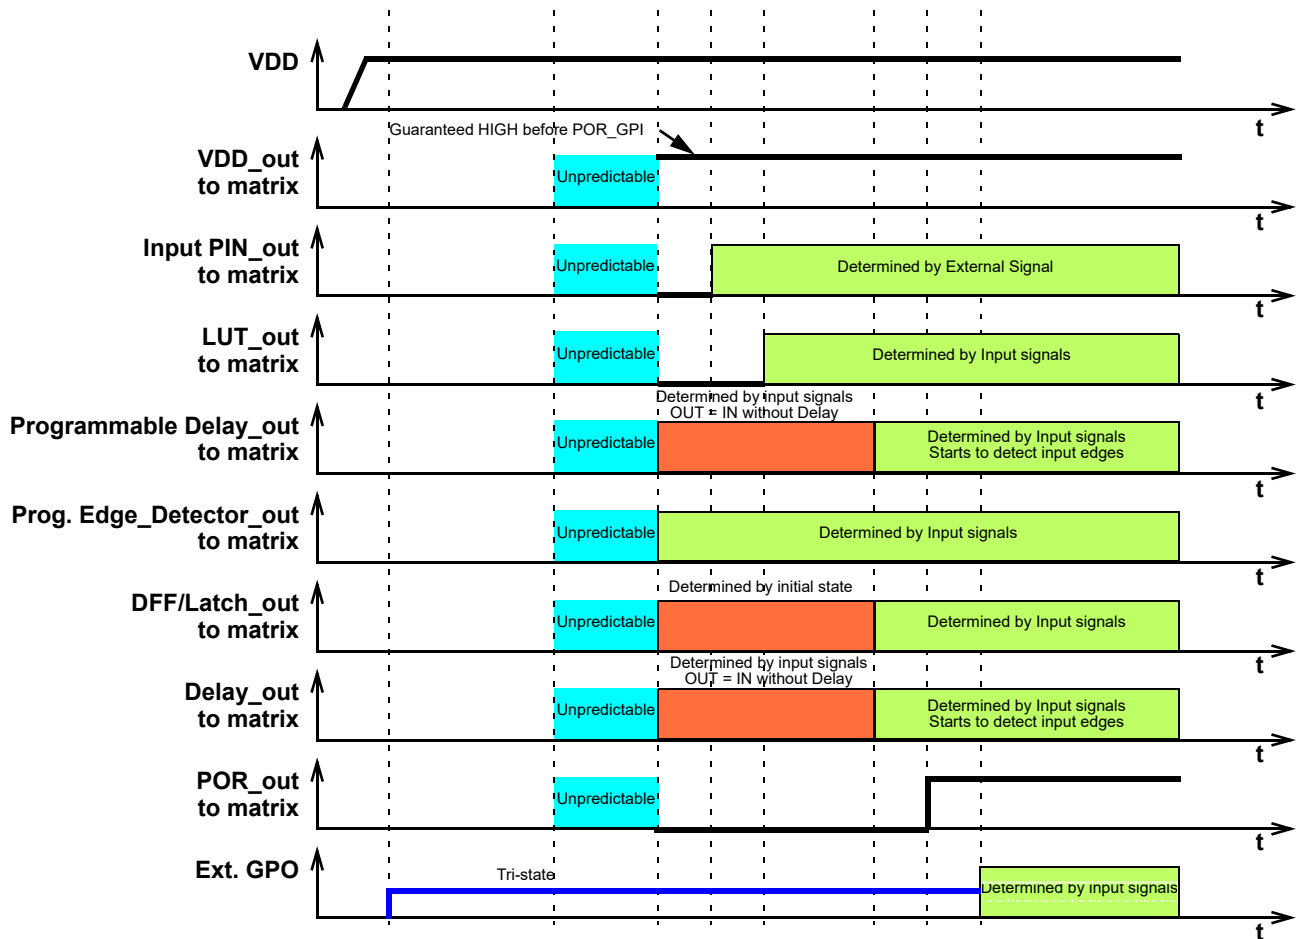 VDD
t
Guaranteed HIGH before POR_GPI
VDD_out
to matrix
Unpredictable
t
Input PIN_out
to matrix
Unpredictable
Determined by External Signal
t
LUT_out
to matrix
Unpredictable
Determined by Input signals
t
Determined by input signals
OUT = IN without Delay
Programmable Delay_out
to matrix
Unpredictable
Determined by Input signals
Starts to detect input edges
t
Prog. Edge_Detector_out
to matrix
Unpredictable
Determined by Input signals
t
Determined by initial state
DFF/Latch_out
to matrix
Unpredictable
Determined by Input signals
t
Determined by input signals
OUT = IN without Delay
Delay_out
to matrix
Unpredictable
Determined by Input signals
Starts to detect input edges
t
POR_out
to matrix
Unpredictable
t
Ext. GPO
Tri-state
Determined by input signals
t